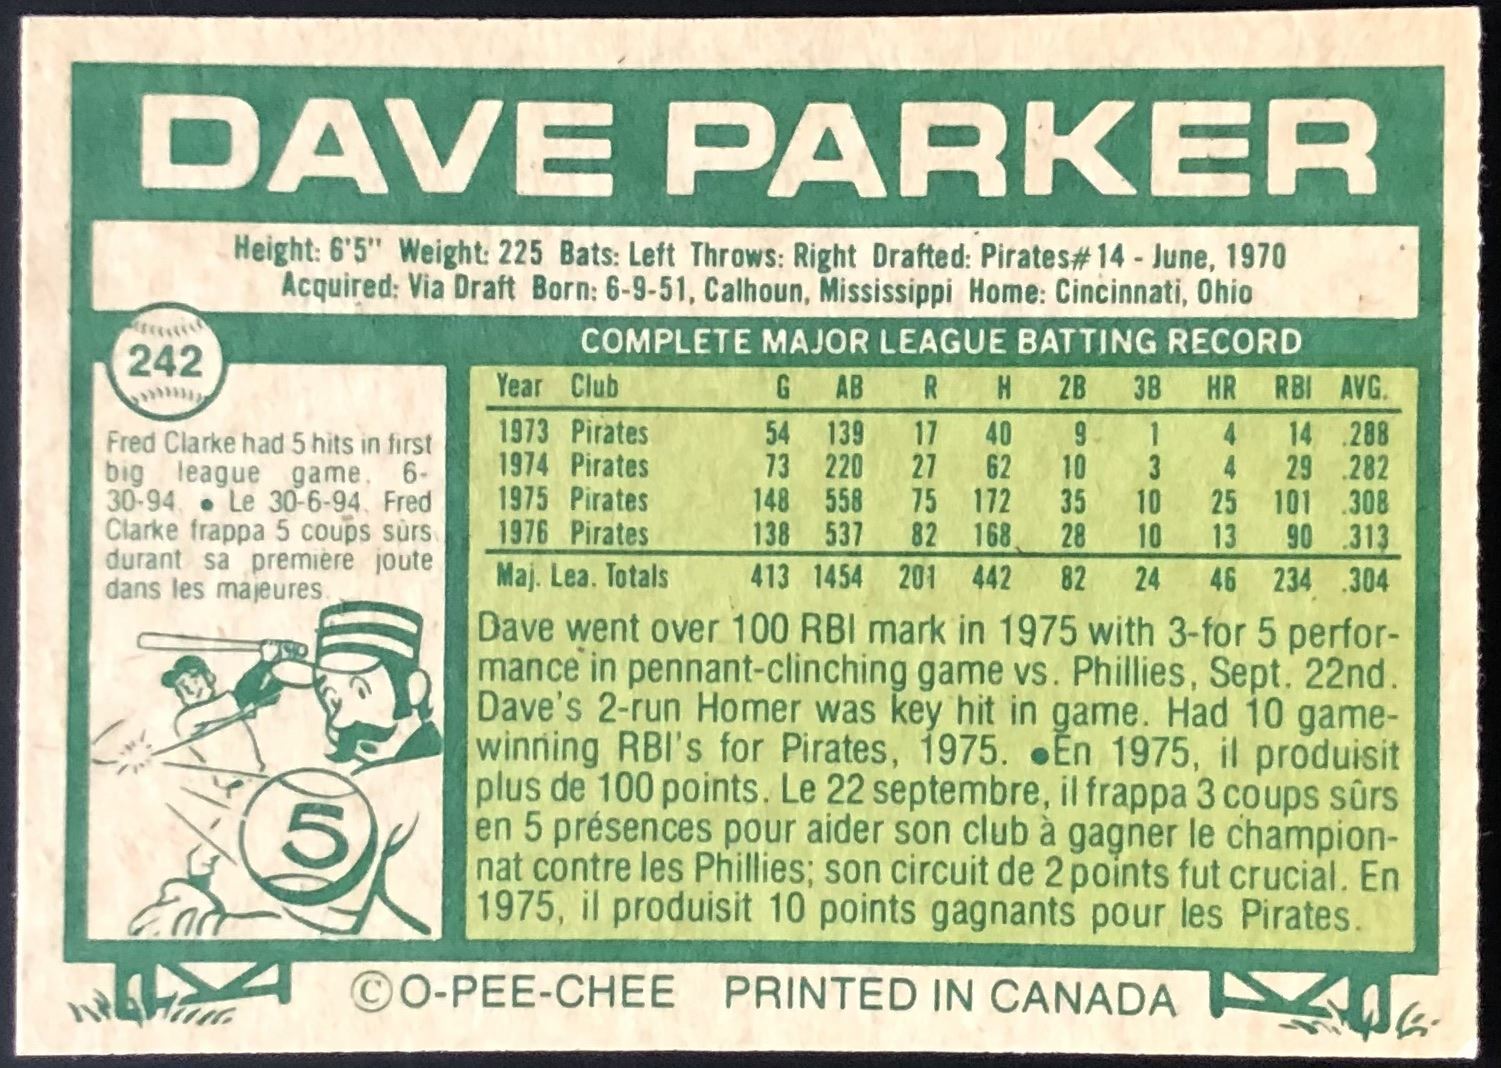 DAVE PARKER
Height: 6'5" Weight: 225 Bats: Left Throws: Right Drafted: Pirates#14 - June, 1970
Acquired: Via Draft Born: 6-9-51, Calhoun, Mississippi Home: Cincinnati, Ohio
242
Fred Clarke had 5 hits in first
big league game. 6-
30-94. ● Le 30-6-94, Fred
Clarke frappa 5 coups sûrs
durant sa première joute
dans les majeures.
5
COMPLETE MAJOR LEAGUE BATTING RECORD
Year Club G AB R H 2B 3B HR RBI AVG.
1973 Pirates 54 139 17 40 9 1 4 14 .288
1974 Pirates 73 220 27 62 10 3 4 29 .282
1975 Pirates 148 558 75 172 35 10 25 101 .308
1976 Pirates 138 537 82 168 28 10 13 90 .313
Maj. Lea. Totals 413 1454 201 442 82 24 46 234 .304
Dave went over 100 RBI mark in 1975 with 3-for 5 perfor-
mance in pennant-clinching game vs. Phillies, Sept. 22nd.
Dave's 2-run Homer was key hit in game. Had 10 game-
winning RBI's for Pirates, 1975. ●En 1975, il produisit
plus de 100 points. Le 22 septembre, il frappa 3 coups sûrs
en 5 présences pour aider son club à gagner le champion-
nat contre les Phillies; son circuit de 2 points fut crucial. En
1975, il produisit 10 points gagnants pour les Pirates.
©O-PEE-CHEE PRINTED IN CANADA